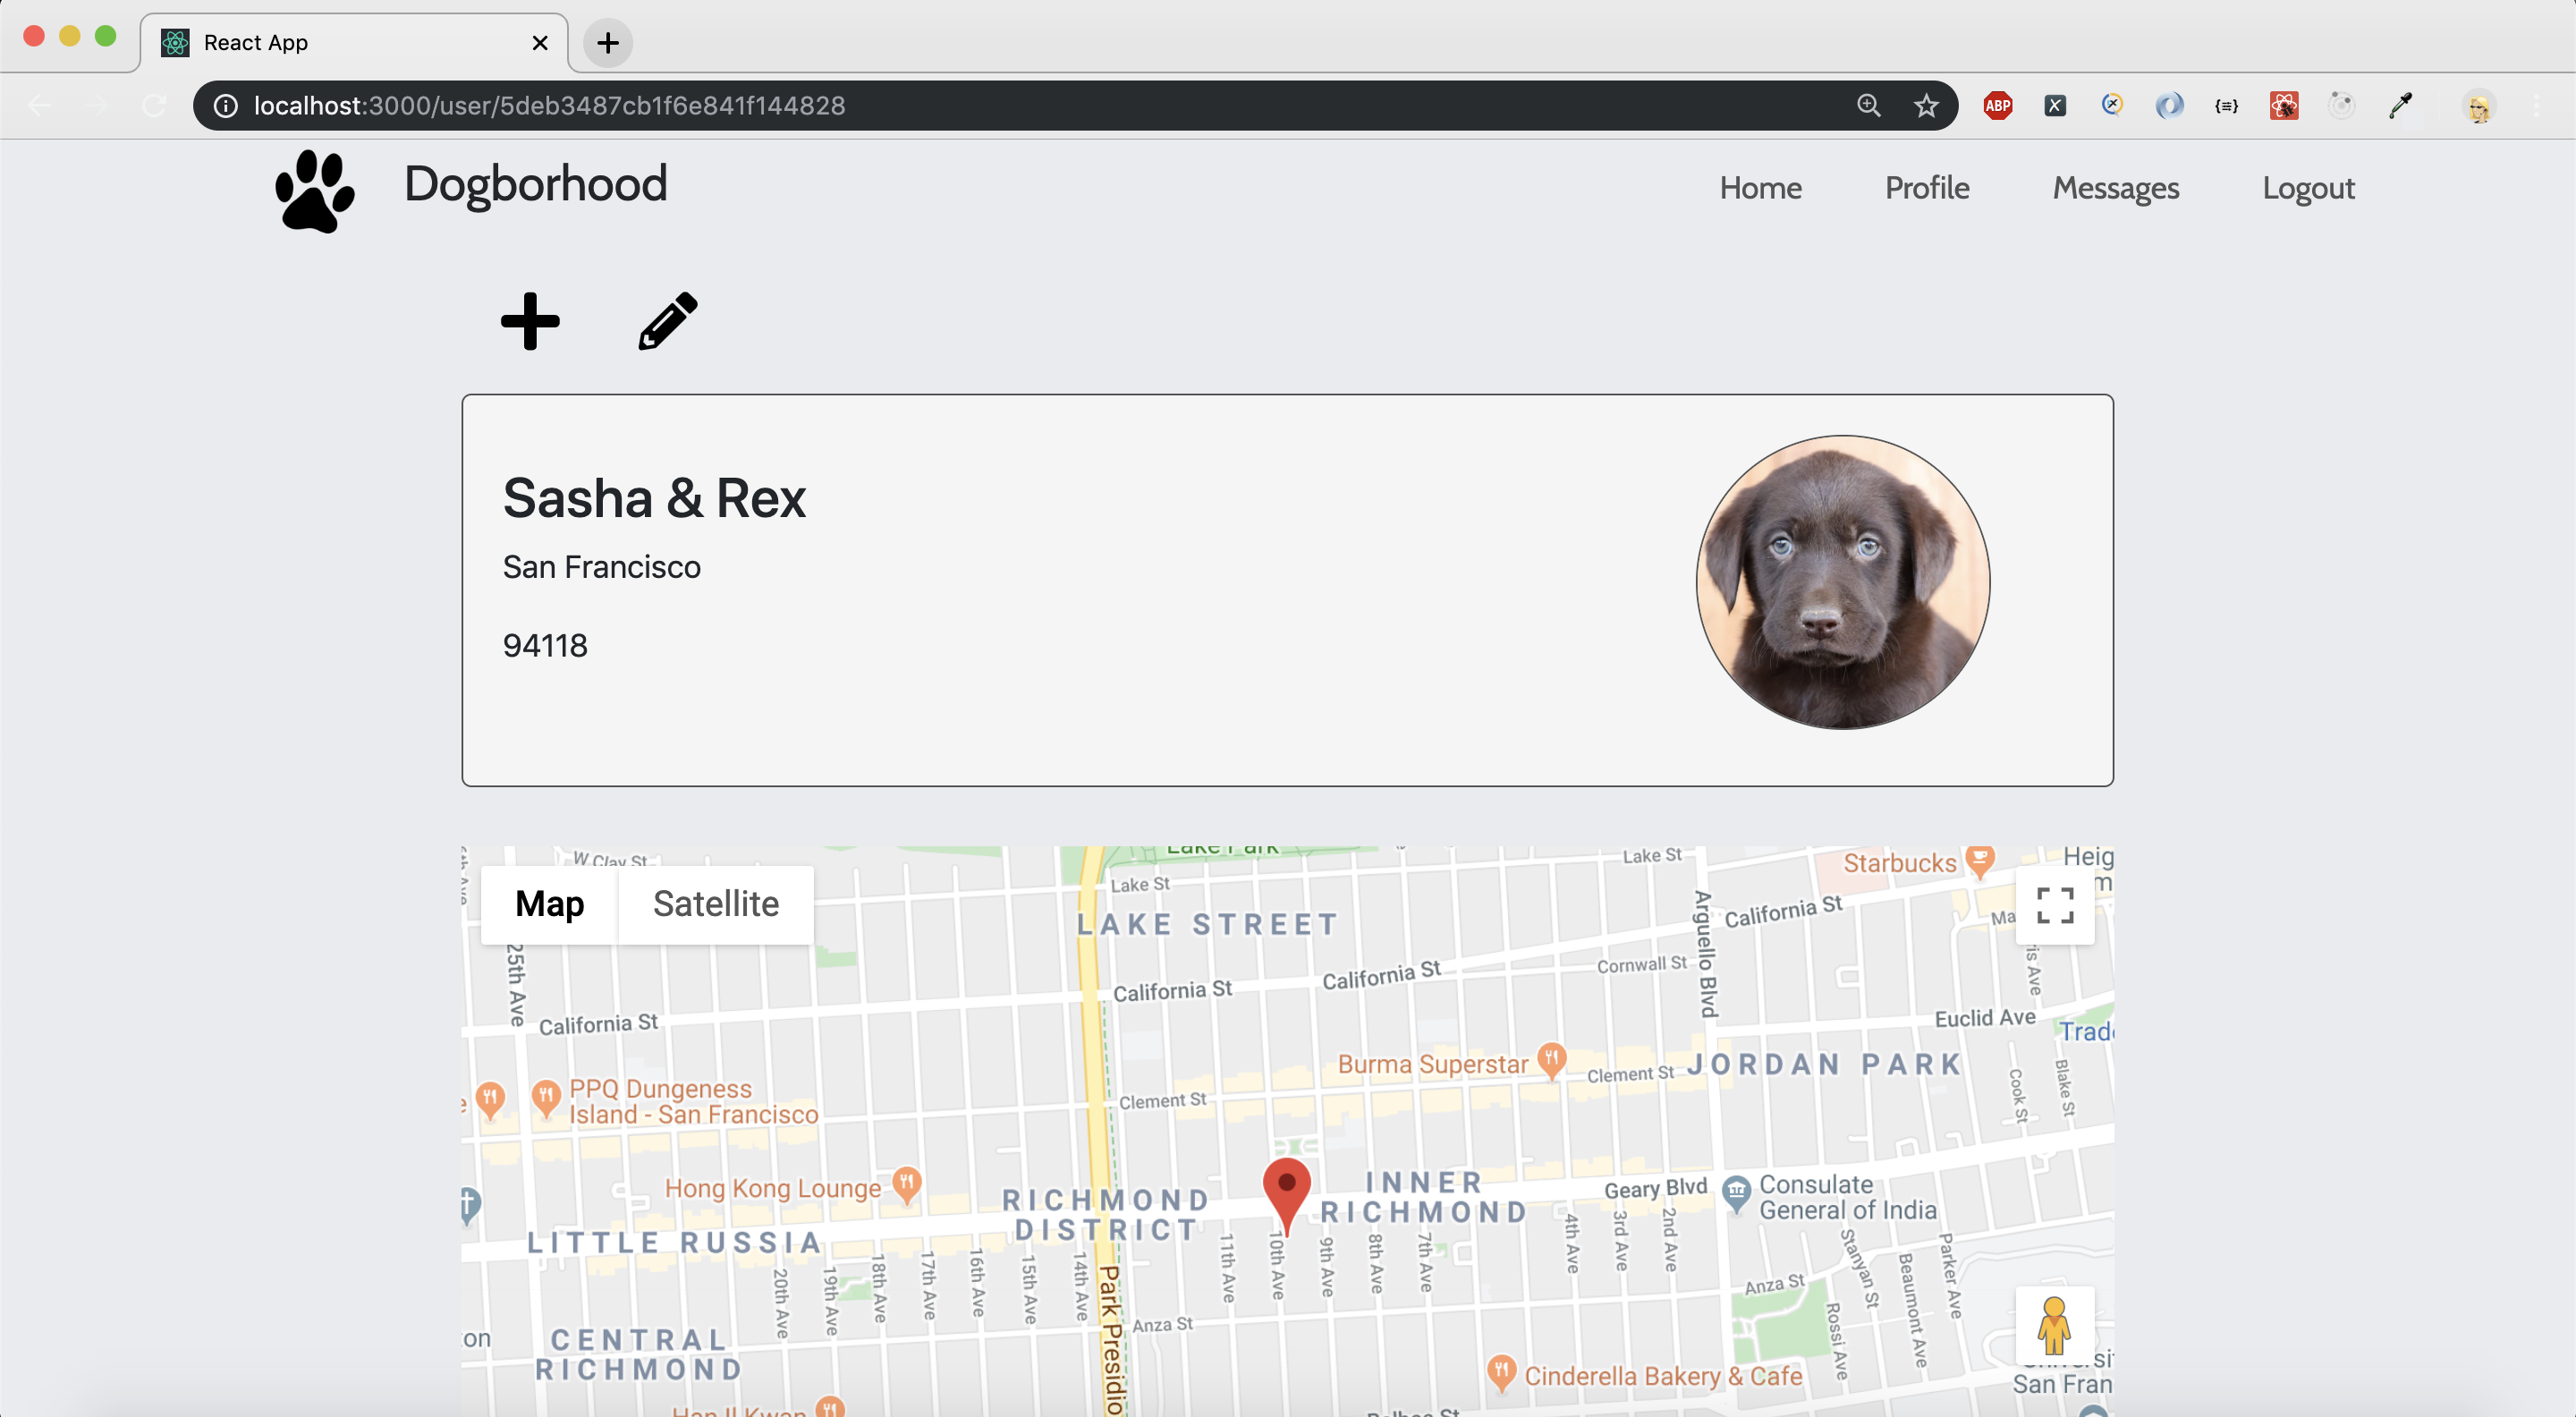 React App
localhost:3000/user/5deb3487cb1f6e841f144828
ABP
Dogborhood
Home
Profile
Messages
Logout
Sasha & Rex
San Francisco
94118
Map
Satellite
W Clay St
Lake Park
Lake St
Lake St
Starbucks
LAKE STREET
California St
Arguello Blvd
25th Ave
California St
California St
California St
Cornwall St
Euclid Ave
Burma Superstar
Clement St
JORDAN PARK
Cook St
Blake St
PPQ Dungeness
Island - San Francisco
Clement St
Hong Kong Lounge
RICHMOND
DISTRICT
INNER
RICHMOND
Geary Blvd
Consulate
General of India
LITTLE RUSSIA
20th Ave
19th Ave
18th Ave
17th Ave
16th Ave
15th Ave
14th Ave
11th Ave
10th Ave
9th Ave
8th Ave
7th Ave
4th Ave
3rd Ave
2nd Ave
Stanyan St
Beaumont Ave
Parker Ave
Anza St
Rossi Ave
Park Presidio
Anza St
CENTRAL
RICHMOND
Cinderella Bakery & Cafe
San Fran
Han Il Kwan
Balboa St